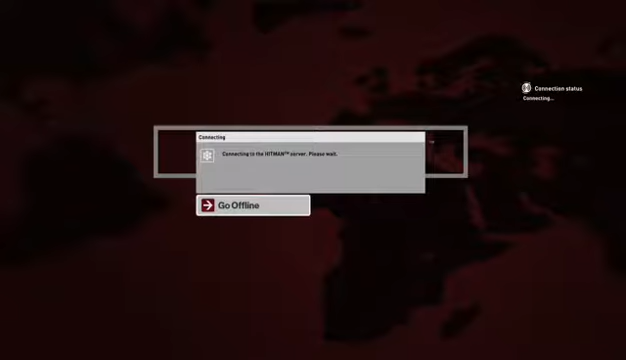 Connection status
Connecting...
Connecting
Connecting to the HITMAN™ server. Please wait.
Go Offline